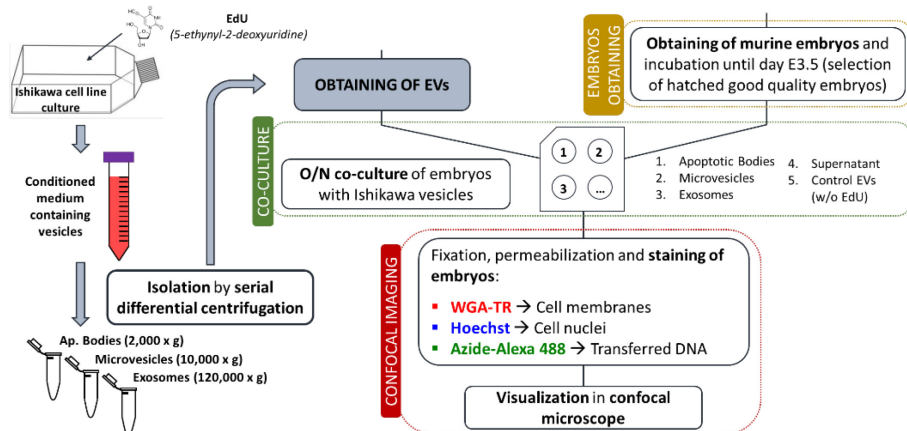 EdU
(5-ethynyl-2-deoxyuridine)
Ishikawa cell line
culture
Conditioned
medium
containing
vesicles
Isolation by serial
differential centrifugation
Ap. Bodies (2,000 x g)
Microvesicles (10,000 x g)
Exosomes (120,000 x g)
OBTAINING OF EVs
EMBRYOS
OBTAINING
Obtaining of murine embryos and
incubation until day E3.5 (selection
of hatched good quality embryos)
CO-CULTURE
O/N co-culture of embryos
with Ishikawa vesicles
1 2
3 ...
1. Apoptotic Bodies
2. Microvesicles
3. Exosomes
4. Supernatant
5. Control EVs
(w/o EdU)
CONFOCAL IMAGING
Fixation, permeabilization and staining of
embryos:
▪ WGA-TR → Cell membranes
▪ Hoechst → Cell nuclei
▪ Azide-Alexa 488 → Transferred DNA
Visualization in confocal
microscope